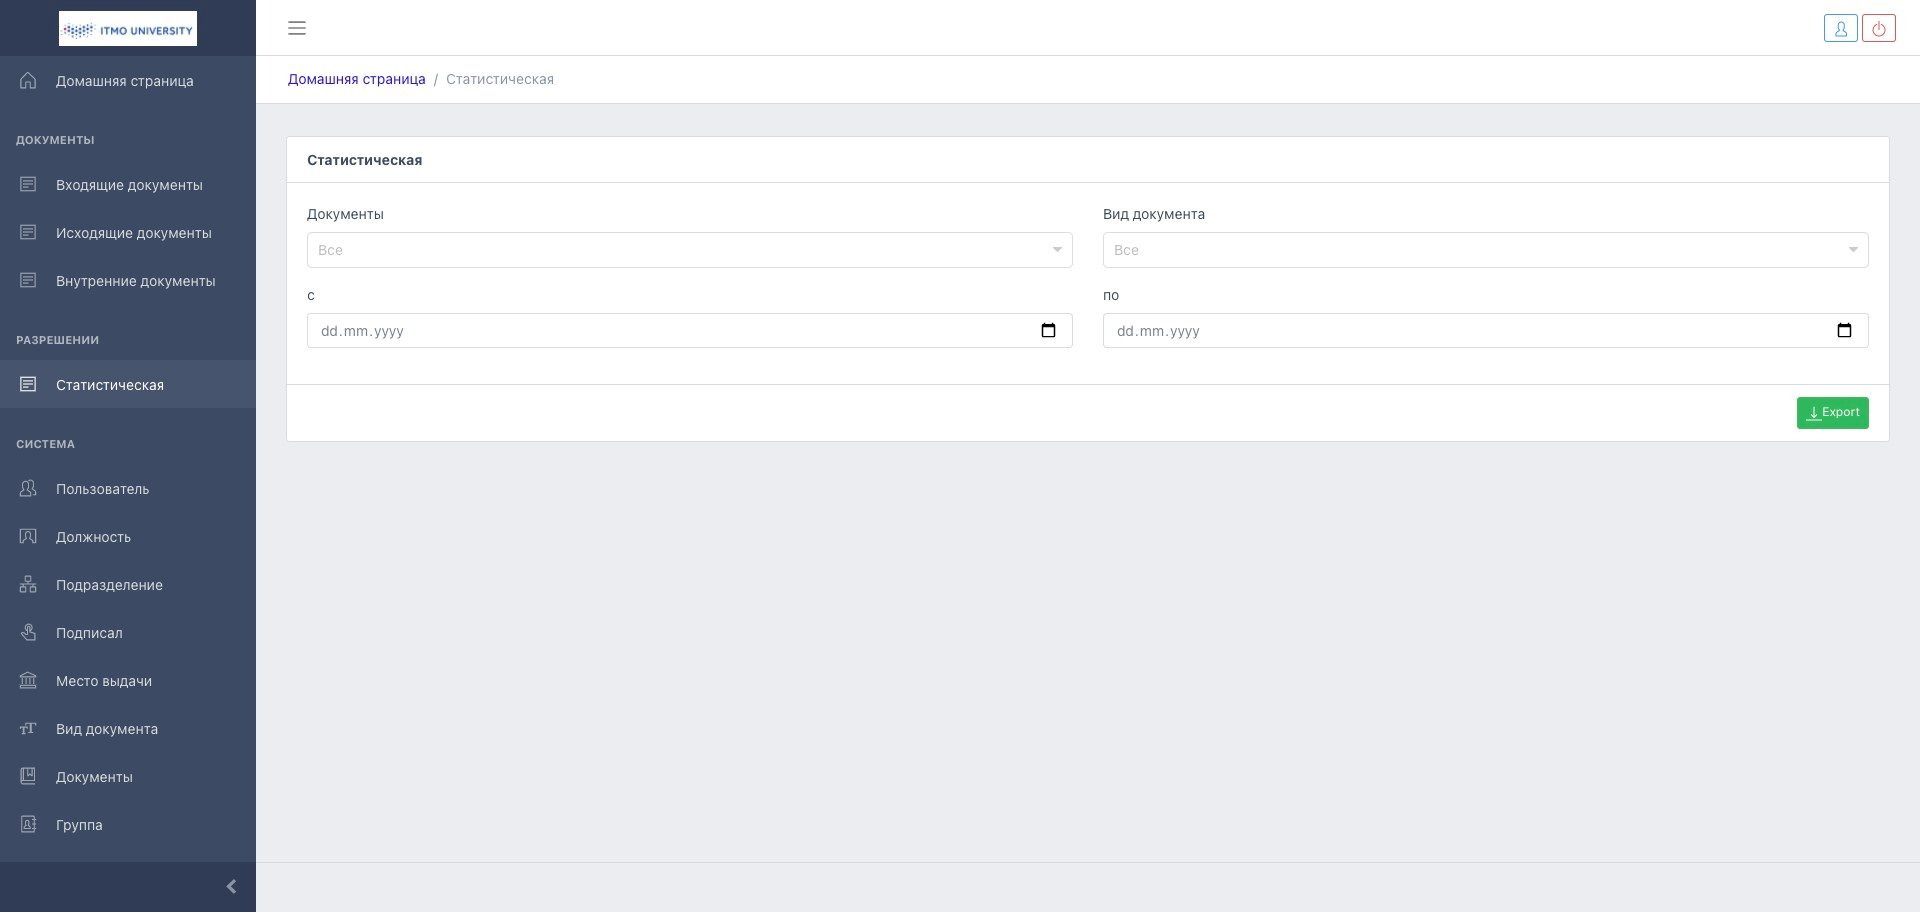 ITMO UNIVERSITY
Домашняя страница
ДОКУМЕНТЫ
Входящие документы
Исходящие документы
Внутренние документы
РАЗРЕШЕНИИ
Статистическая
СИСТЕМА
Пользователь
Должность
Подразделение
Подписал
Место выдачи
Вид документа
Документы
Группа
Домашняя страница / Статистическая
Статистическая
Документы
Все
Вид документа
Все
с
dd.mm.yyyy
по
dd.mm.yyyy
Export